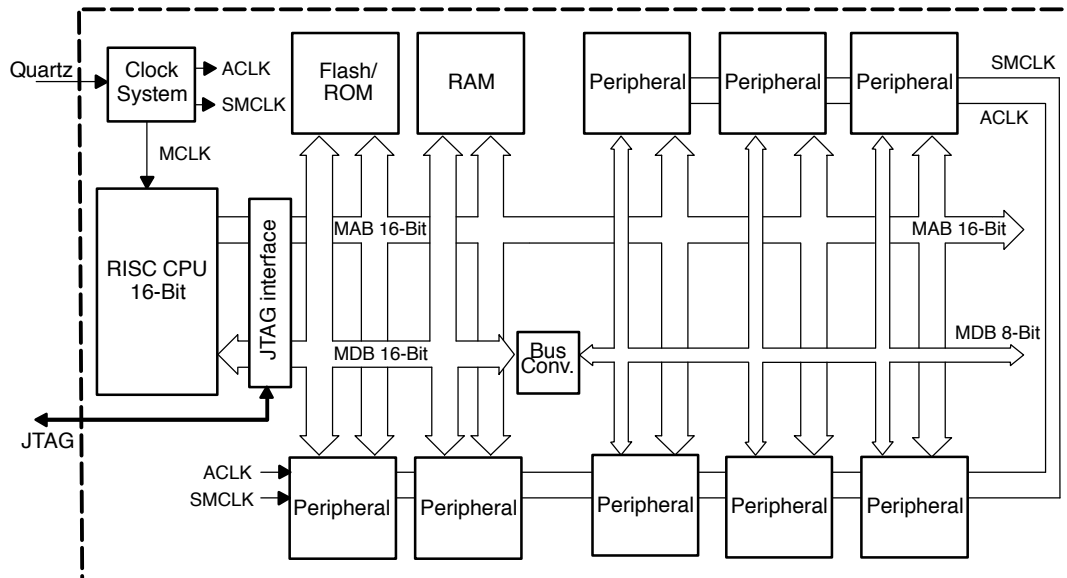 Quartz
Clock
System
ACLK
SMCLK
MCLK
Flash/
ROM
RAM
Peripheral
Peripheral
Peripheral
SMCLK
ACLK
RISC CPU
16-Bit
JTAG interface
MAB 16-Bit
MAB 16-Bit
MDB 16-Bit
Bus
Conv.
MDB 8-Bit
JTAG
ACLK
SMCLK
Peripheral
Peripheral
Peripheral
Peripheral
Peripheral